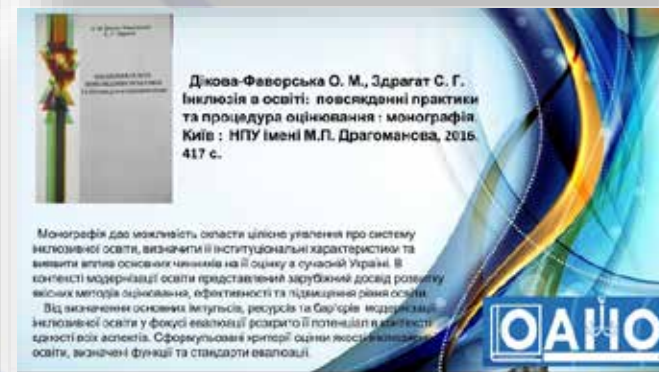 Дікова-Фаворська О. М., Здрагат С. Г.
Інклюзія в освіті: повсякденні практики
та процедура оцінювання : монографія.
Київ : НПУ імені М.П. Драгоманова, 2016.
417 с.
Монографія дає можливість скласти цілісне уявлення про систему
інклюзивної освіти, визначити її інституціональні характеристики та
виявити вплив основних чинників на її оцінку в сучасній Україні. В
контексті модернізації освіти представлений зарубіжний досвід розвитку
якісних методів оцінювання, ефективності та підвищення рівня освіти.
Від визначення основних імпульсів, ресурсів та бар'єрів модернізації
інклюзивної освіти у фокусі евалюації розкрито її потенціал в контексті
єдності всіх аспектів. Сформульовані критерії оцінки якості інклюзивної
освіти, визначені функції та стандарти евалюації.